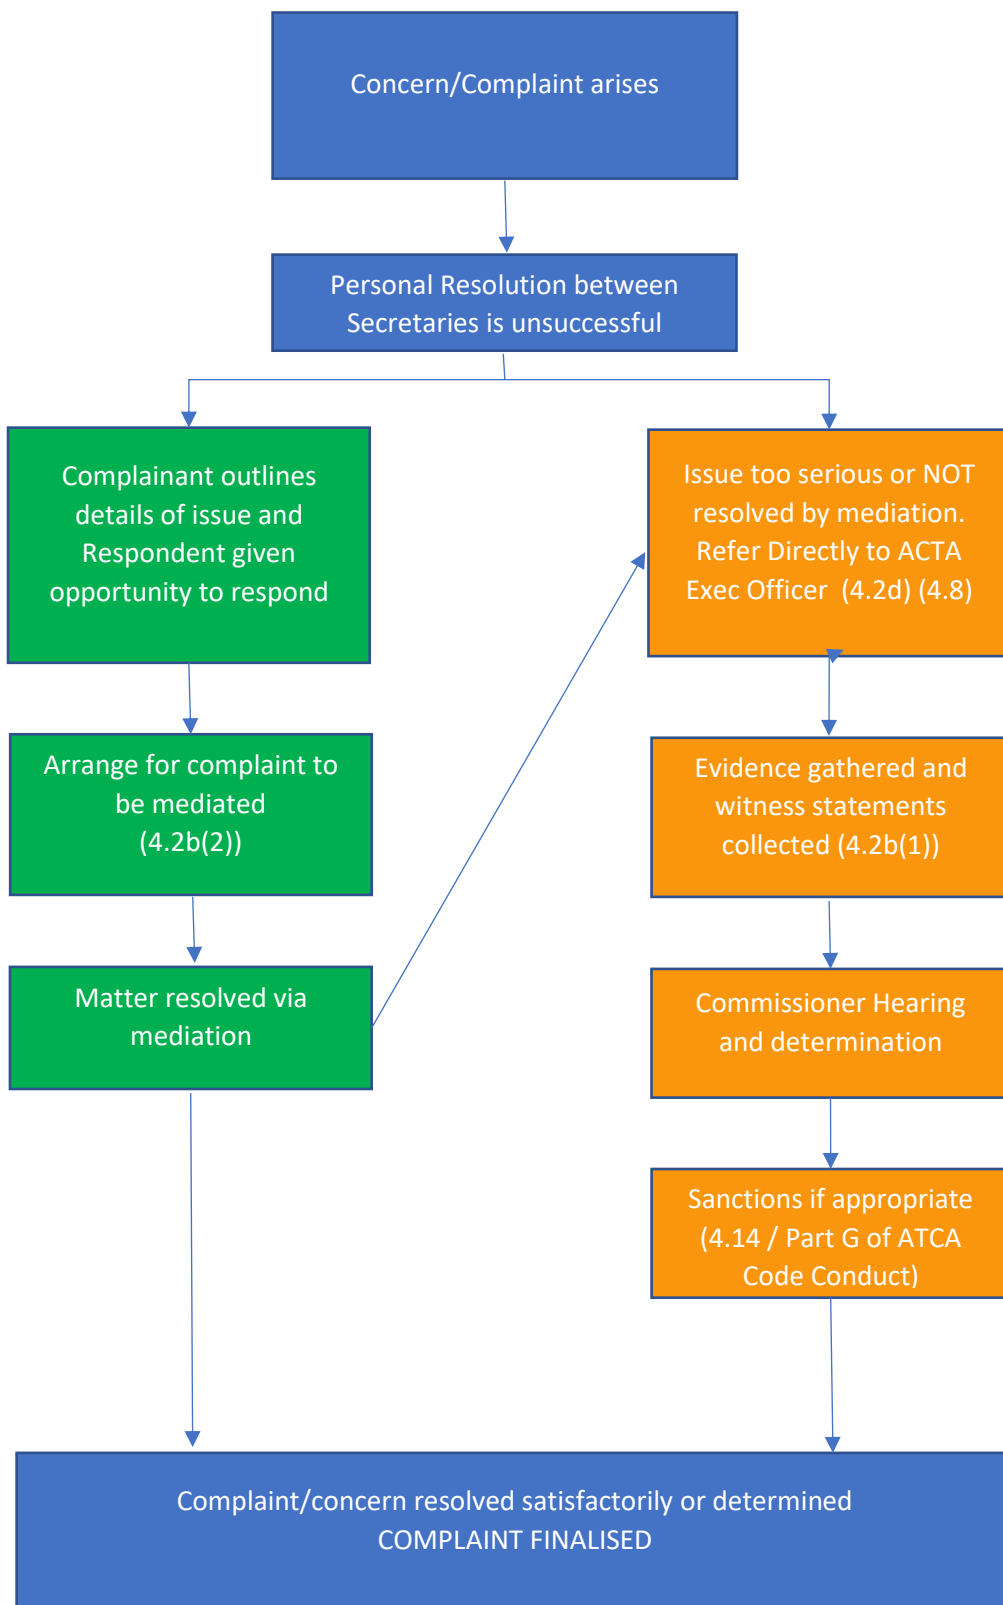 Concern/Complaint arises
Personal Resolution between
Secretaries is unsuccessful
Complainant outlines
details of issue and
Respondent given
opportunity to respond
Issue too serious or NOT
resolved by mediation.
Refer Directly to ACTA
Exec Officer (4.2d) (4.8)
Arrange for complaint to
be mediated
(4.2b(2))
Evidence gathered and
witness statements
collected (4.2b(1))
Matter resolved via
mediation
Commissioner Hearing
and determination
Sanctions if appropriate
(4.14 / Part G of ATCA
Code Conduct)
Complaint/concern resolved satisfactorily or determined
COMPLAINT FINALISED